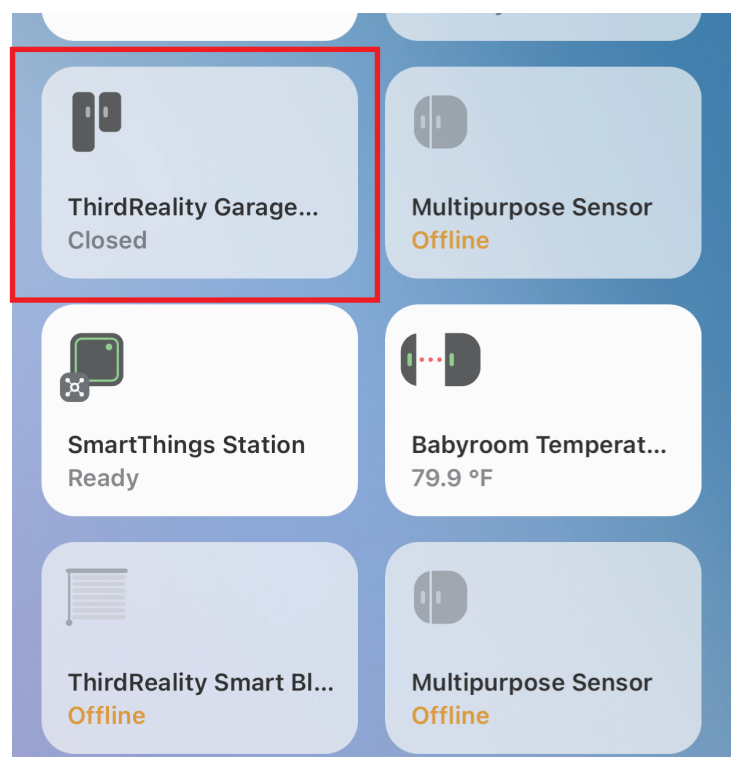 ThirdReality Garage...
Closed
Multipurpose Sensor
Offline
SmartThings Station
Ready
Babyroom Temperat...
79.9 °F
ThirdReality Smart Bl...
Offline
Multipurpose Sensor
Offline